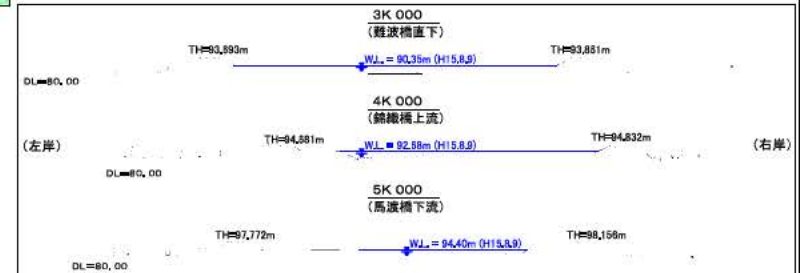 3K 000
(難波橋直下)
TH=93.893m
W.L. = 90.35m (H15.8.9)
TH=93.881m
DL=80.00
4K 000
(錦織橋上流)
(左岸)
TH=94.581m
W.L. = 92.68m (H15.8.9)
TH=94.832m
(右岸)
DL=80.00
5K 000
(馬渡橋下流)
TH=97.772m
W.L. = 94.40m (H15.8.9)
TH=98.156m
DL=80.00